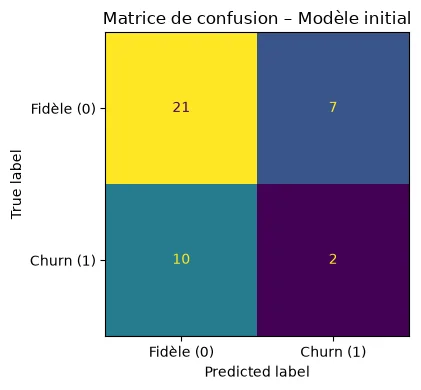 Matrice de confusion – Modèle initial
True label
Fidèle (0)
21
7
Churn (1)
10
2
Fidèle (0)
Churn (1)
Predicted label